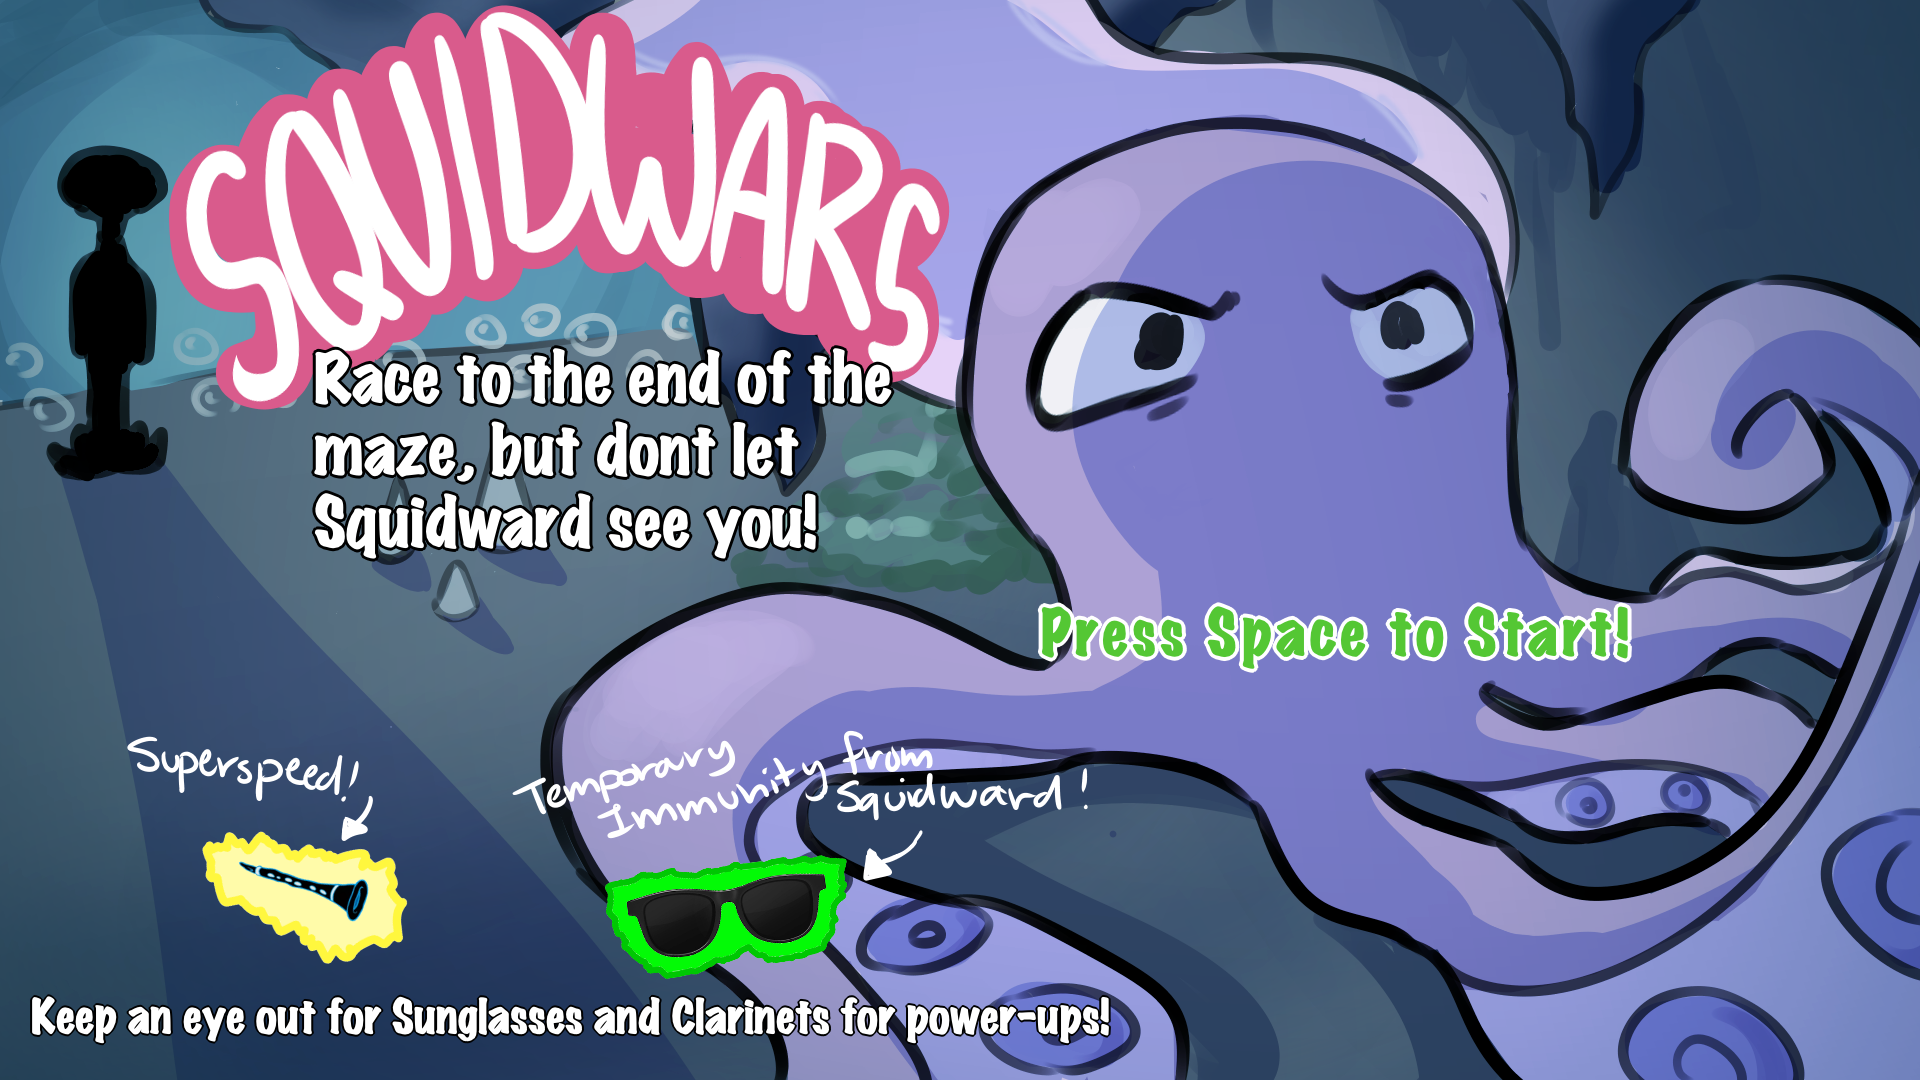 SQUIDWARS
Race to the end of the
maze, but dont let
Squidward see you!
Press Space to Start!
Superspeed!
Temporary
Immunity from
Squidward!
Keep an eye out for Sunglasses and Clarinets for power-ups!